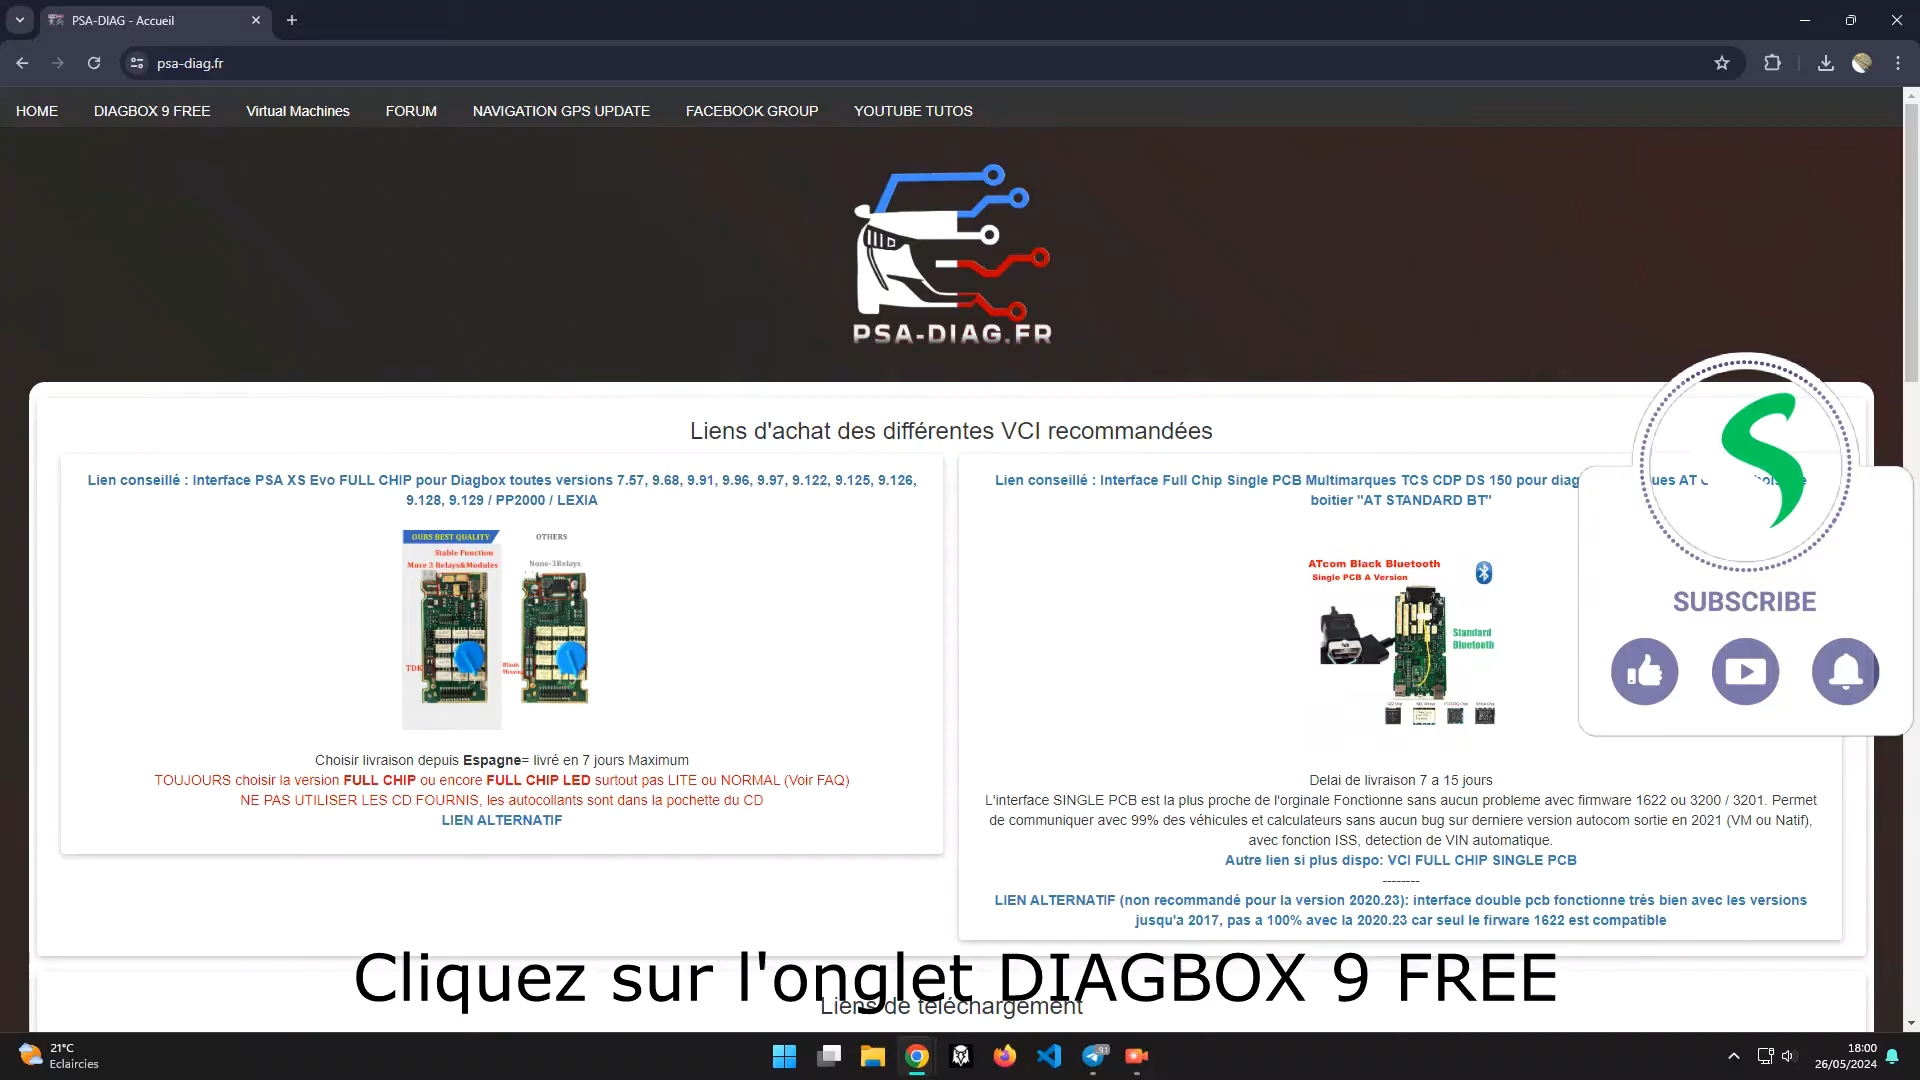 PSA-DIAG - Accueil
psa-diag.fr
HOME DIAGBOX 9 FREE Virtual Machines FORUM NAVIGATION GPS UPDATE FACEBOOK GROUP YOUTUBE TUTOS
PSA-DIAG.FR
Liens d'achat des différentes VCI recommandées
Lien conseillé : Interface PSA XS Evo FULL CHIP pour Diagbox toutes versions 7.57, 9.68, 9.91, 9.96, 9.97, 9.122, 9.125, 9.126,
9.128, 9.129 / PP2000 / LEXIA
OURS BEST QUALITY
OTHERS
Stable Function
More 3 Relays&Modules
None-3Relays
TDK
Blank
Missing
Choisir livraison depuis Espagne= livré en 7 jours Maximum
TOUJOURS choisir la version FULL CHIP ou encore FULL CHIP LED surtout pas LITE ou NORMAL (Voir FAQ)
NE PAS UTILISER LES CD FOURNIS, les autocollants sont dans la pochette du CD
LIEN ALTERNATIF
Lien conseillé : Interface Full Chip Single PCB Multimarques TCS CDP DS 150 pour diag ues AT
boitier "AT STANDARD BT"
ATcom Black Bluetooth
Single PCB A Version
Standard
Bluetooth
Delai de livraison 7 a 15 jours
L'interface SINGLE PCB est la plus proche de l'orginale Fonctionne sans aucun probleme avec firmware 1622 ou 3200 / 3201. Permet
de communiquer avec 99% des véhicules et calculateurs sans aucun bug sur derniere version autocom sortie en 2021 (VM ou Natif),
avec fonction ISS, detection de VIN automatique.
Autre lien si plus dispo: VCI FULL CHIP SINGLE PCB
--------
LIEN ALTERNATIF (non recommandé pour la version 2020.23): interface double pcb fonctionne très bien avec les versions
jusqu'a 2017, pas a 100% avec la 2020.23 car seul le firware 1622 est compatible
SUBSCRIBE
Cliquez sur l'onglet DIAGBOX 9 FREE
Liens de téléchargement
21°C
Eclaircies
91
18:00
26/05/2024